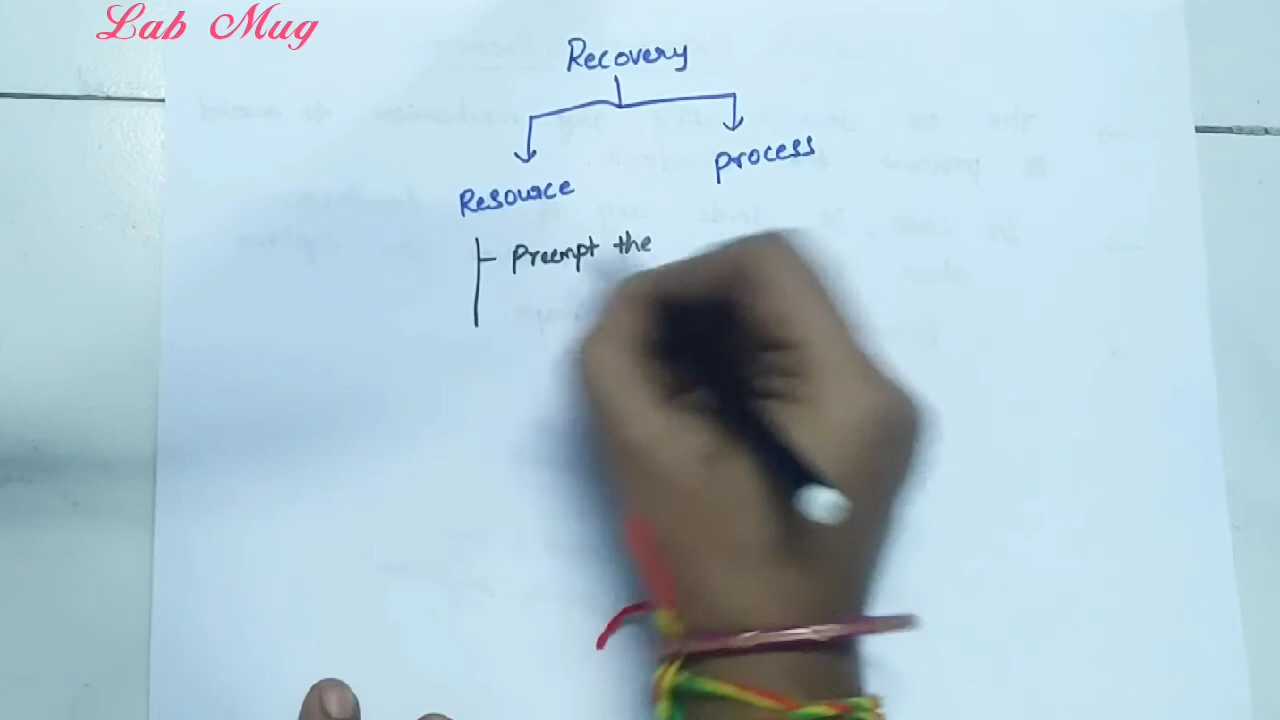 Lab Mug
Recovery
process
Resource
Preempt the